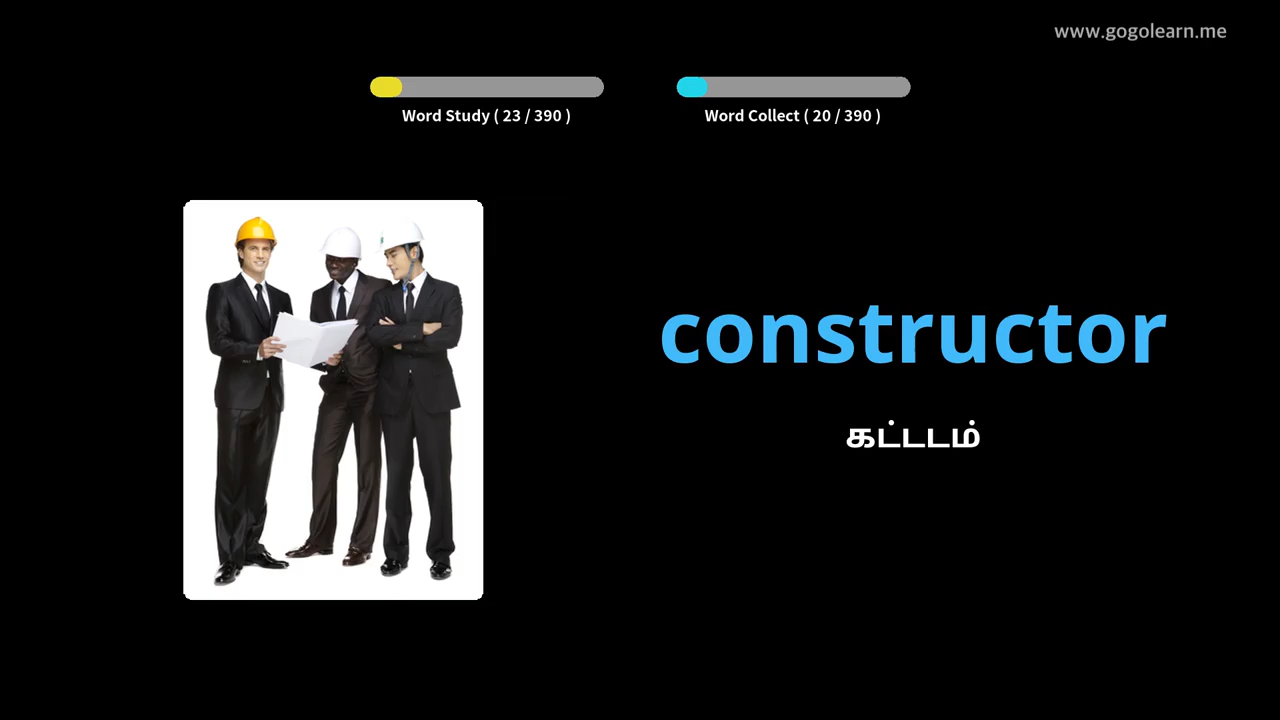 www.gogolearn.me
Word Study ( 23 / 390 )
Word Collect ( 20 / 390 )
constructor
கட்டடம்